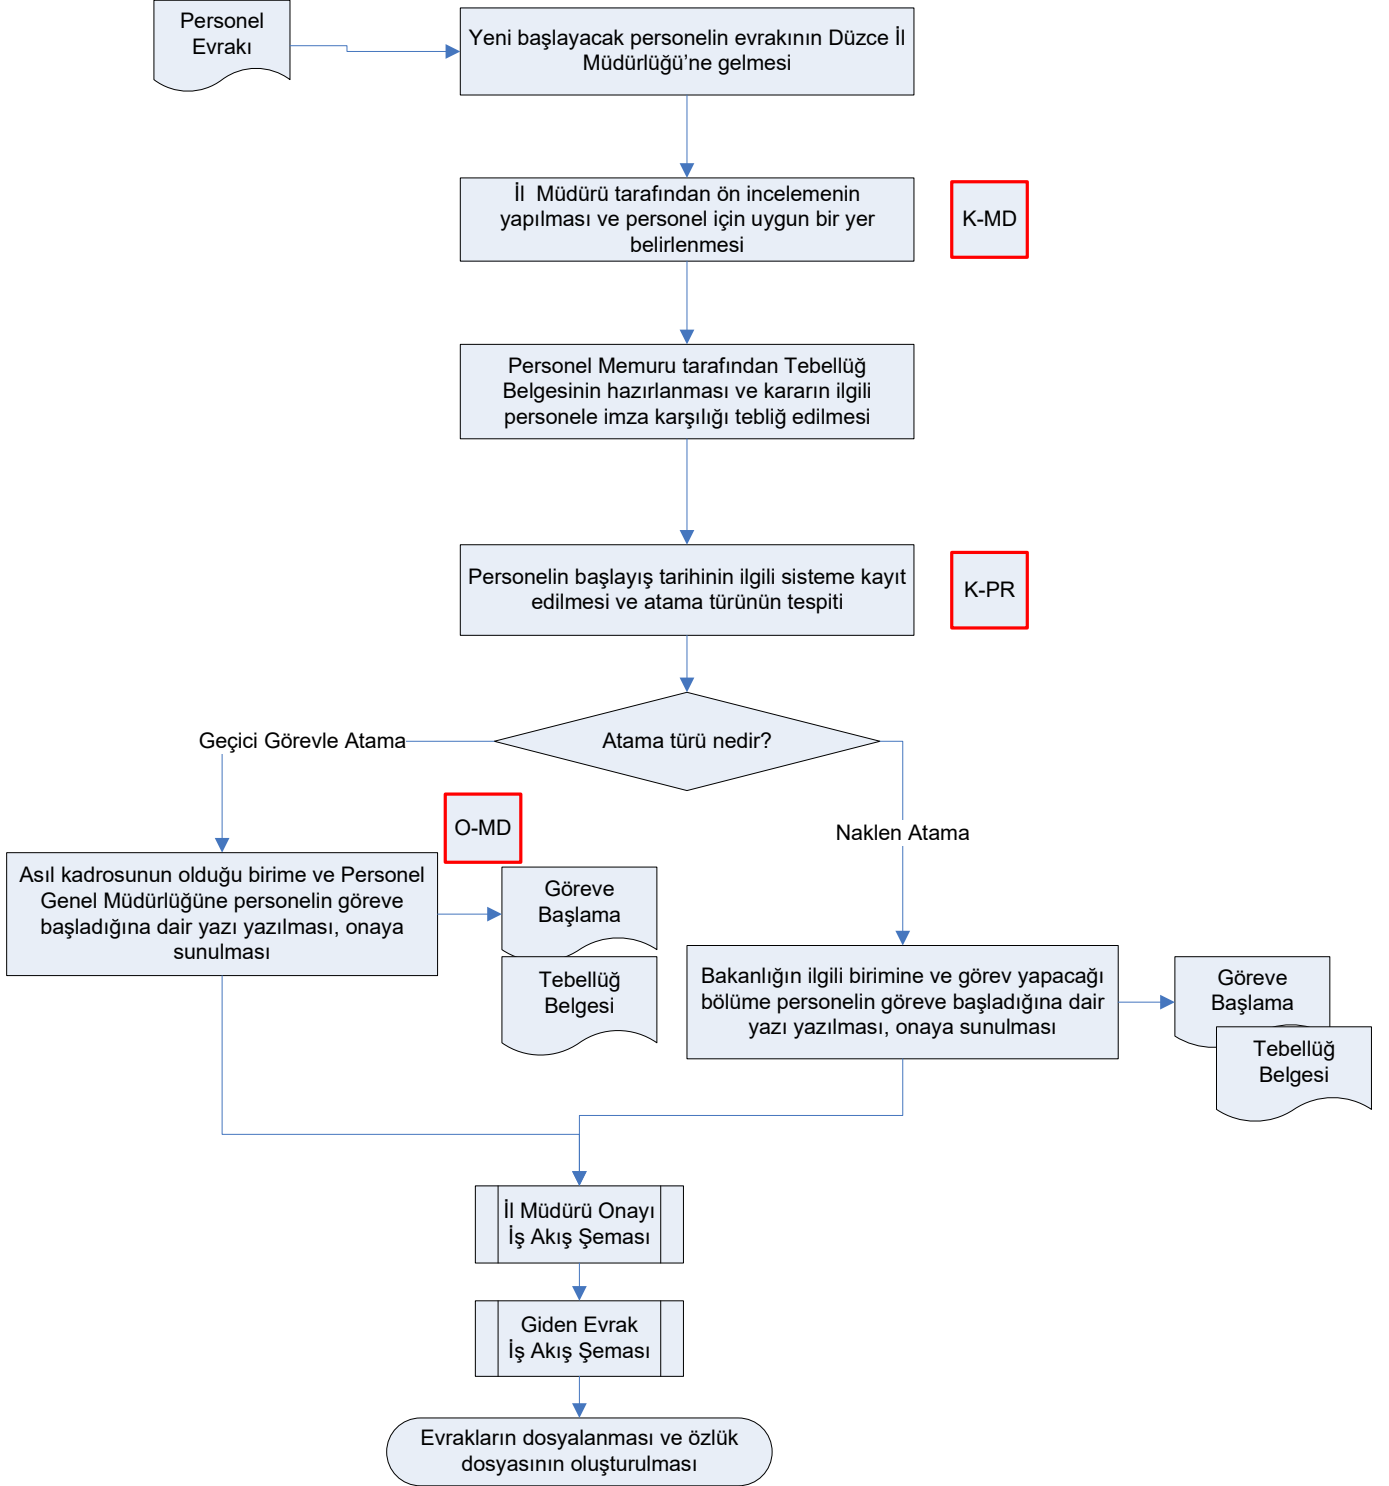 Personel
Evrakı
Yeni başlayacak personelin evrakının Düzce İl
Müdürlüğü’ne gelmesi
İl  Müdürü tarafından ön incelemenin
yapılması ve personel için uygun bir yer
belirlenmesi
K-MD
Personel Memuru tarafından Tebellüğ
Belgesinin hazırlanması ve kararın ilgili
personele imza karşılığı tebliğ edilmesi
Personelin başlayış tarihinin ilgili sisteme kayıt
edilmesi ve atama türünün tespiti
K-PR
Atama türü nedir?
Geçici Görevle Atama
Naklen Atama
O-MD
Asıl kadrosunun olduğu birime ve Personel
Genel Müdürlüğüne personelin göreve
başladığına dair yazı yazılması, onaya
sunulması
Göreve
Başlama
Tebellüğ
Belgesi
Bakanlığın ilgili birimine ve görev yapacağı
bölüme personelin göreve başladığına dair
yazı yazılması, onaya sunulması
Göreve
Başlama
Tebellüğ
Belgesi
İl Müdürü Onayı
İş Akış Şeması
Giden Evrak
İş Akış Şeması
Evrakların dosyalanması ve özlük
dosyasının oluşturulması